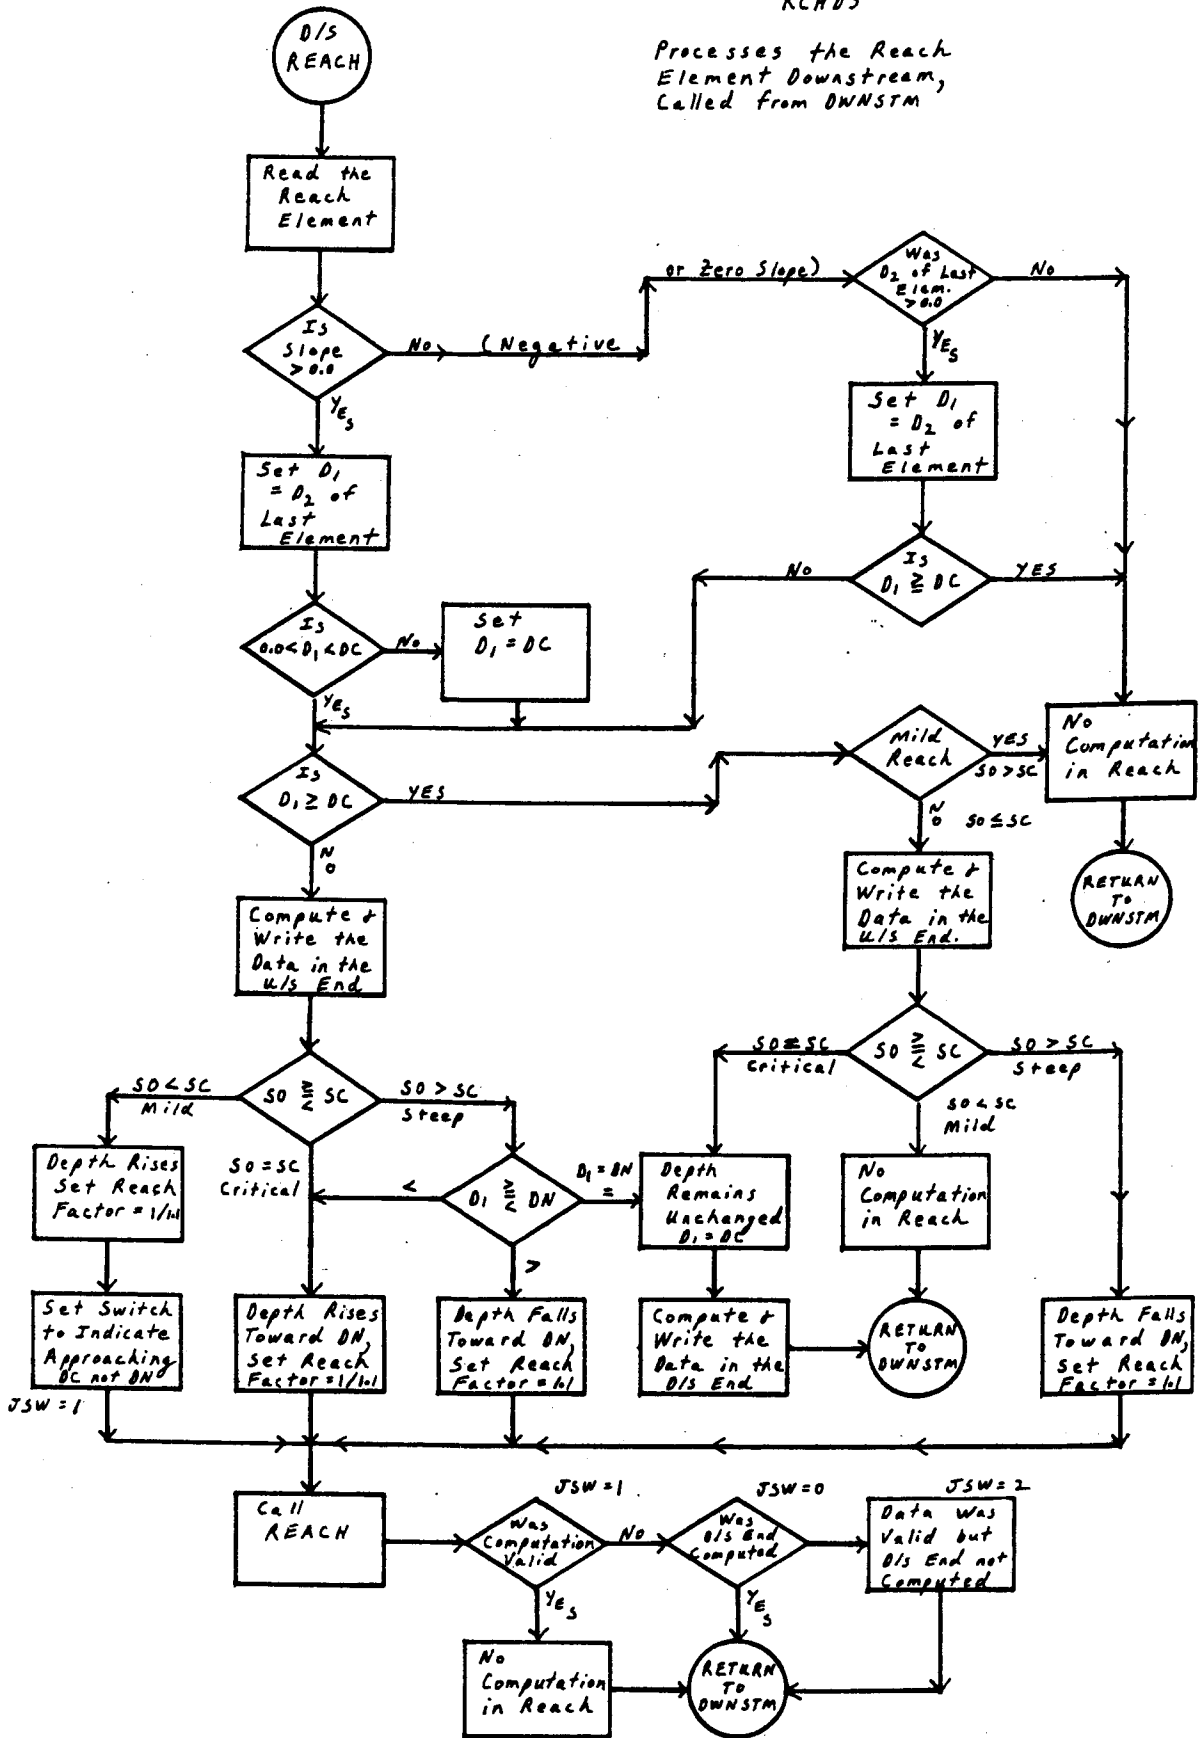 RCHDS
Processes the Reach
Element Downstream,
Called from DWNSTM
D/S
REACH
Read the
Reach
Element
Is
Slope
> 0.0
No
(Negative
or Zero Slope)
Yes
Was
D2 of Last
Elem.
> 0.0
No
Yes
Set D1
= D2 of
Last
Element
Set D1
= D2 of
Last
Element
Is
D1 ≧ DC
No
YES
Is
0.0 < D1 < DC
No
Yes
Set
D1 = DC
Is
D1 ≥ DC
YES
No
Mild
Reach
YES
SO > SC
No
SO ≤ SC
No
Computation
in Reach
RETURN
TO
DWNSTM
Compute &
Write the
Data in the
U/S End
Compute &
Write the
Data in the
U/S End.
SO ⋛ SC
SO < SC
Mild
SO > SC
Steep
SO = SC
Critical
SO ⋛ SC
SO = SC
Critical
SO > SC
Steep
SO < SC
Mild
Depth Rises
Set Reach
Factor = 1/1.1
D1 ⋛ DN
<
D1 = DN
=
>
Depth
Remains
Unchanged
D1 = DC
No
Computation
in Reach
Set Switch
to Indicate
Approaching
DC not DN
JSW = 1
Depth Rises
Toward DN,
Set Reach
Factor = 1/1.1
Depth Falls
Toward DN,
Set Reach
Factor = 1.1
Compute &
Write the
Data in the
D/S End
RETURN
TO
DWNSTM
Depth Falls
Toward DN,
Set Reach
Factor = 1.1
Call
REACH
JSW = 1
Was
Computation
Valid
No
Yes
JSW = 0
Was
D/S End
Computed
Yes
JSW = 2
Data Was
Valid but
D/S End not
Computed
No
Computation
in Reach
RETURN
TO
DWNSTM